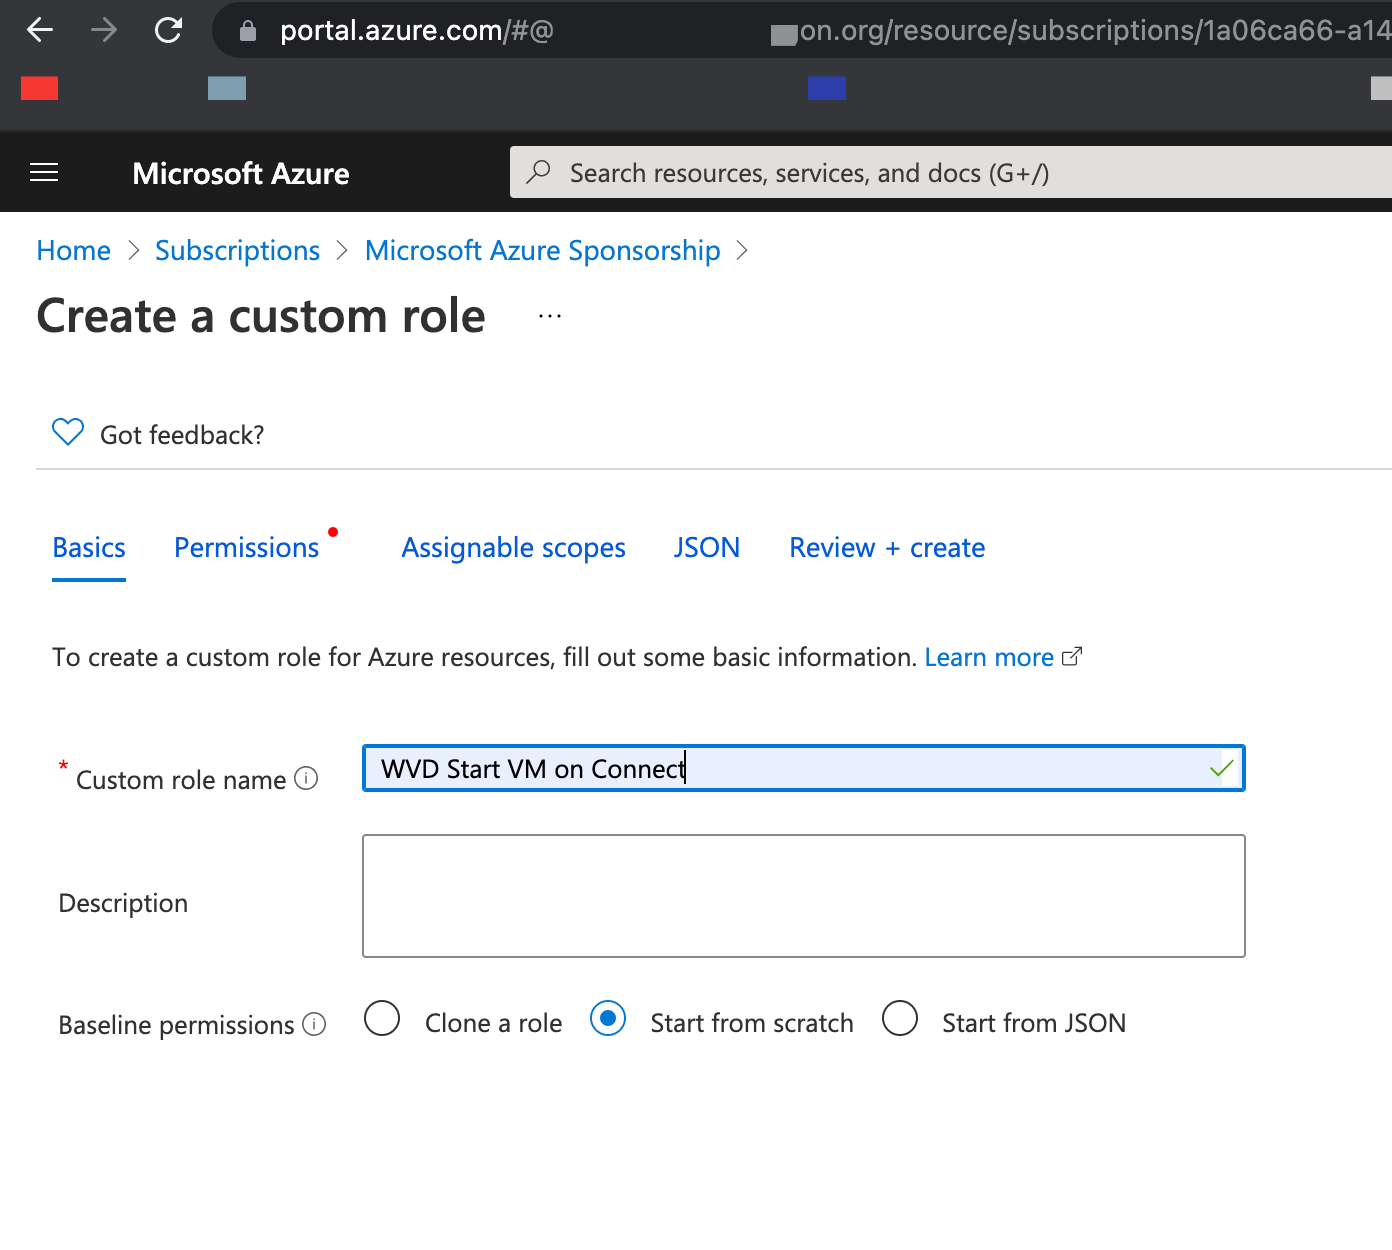 portal.azure.com/#@ on.org/resource/subscriptions/1a06ca66-a14
Microsoft Azure Search resources, services, and docs (G+/)
Home > Subscriptions > Microsoft Azure Sponsorship >
Create a custom role ...
Got feedback?
Basics Permissions Assignable scopes JSON Review + create
To create a custom role for Azure resources, fill out some basic information. Learn more
* Custom role name WVD Start VM on Connect
Description
Baseline permissions Clone a role Start from scratch Start from JSON